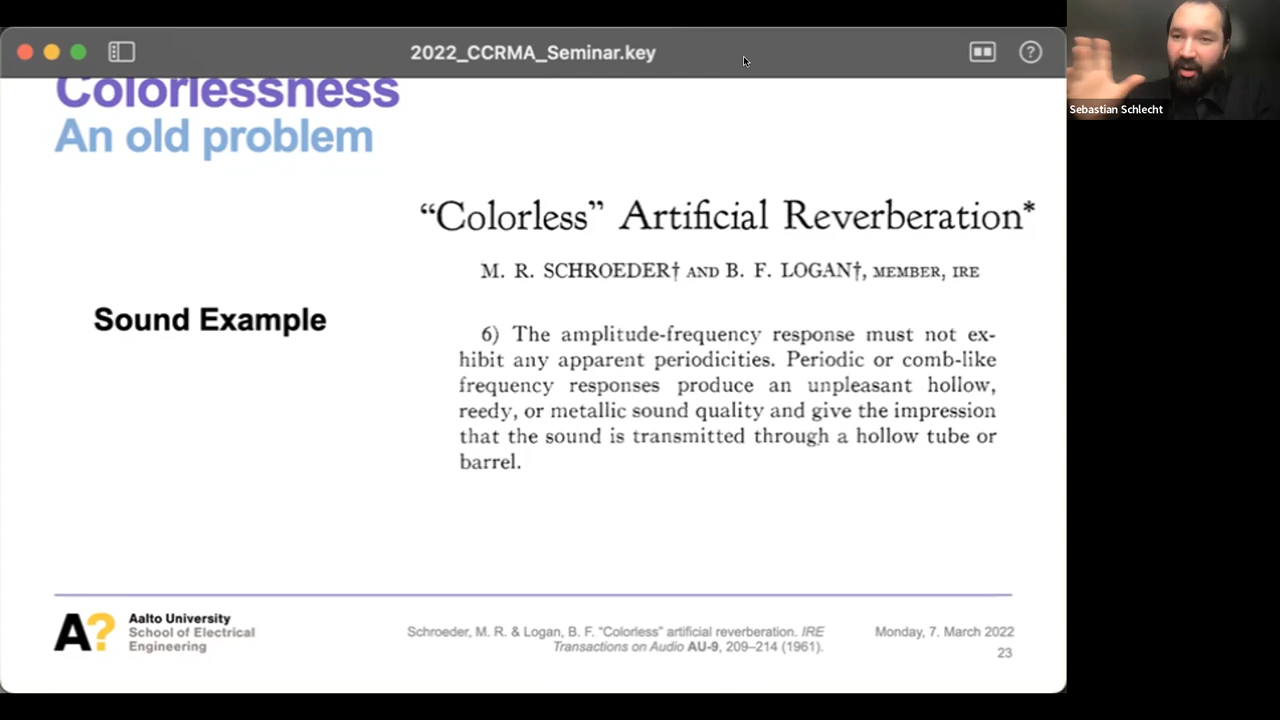 2022_CCRMA_Seminar.key
Sebastian Schlecht
Colorlessness
An old problem
“Colorless” Artificial Reverberation*
M. R. SCHROEDER† AND B. F. LOGAN†, MEMBER, IRE
Sound Example
6) The amplitude-frequency response must not ex-
hibit any apparent periodicities. Periodic or comb-like
frequency responses produce an unpleasant hollow,
reedy, or metallic sound quality and give the impression
that the sound is transmitted through a hollow tube or
barrel.
A?
Aalto University
School of Electrical
Engineering
Schroeder, M. R. & Logan, B. F. “Colorless” artificial reverberation. IRE
Transactions on Audio AU-9, 209–214 (1961).
Monday, 7. March 2022
23